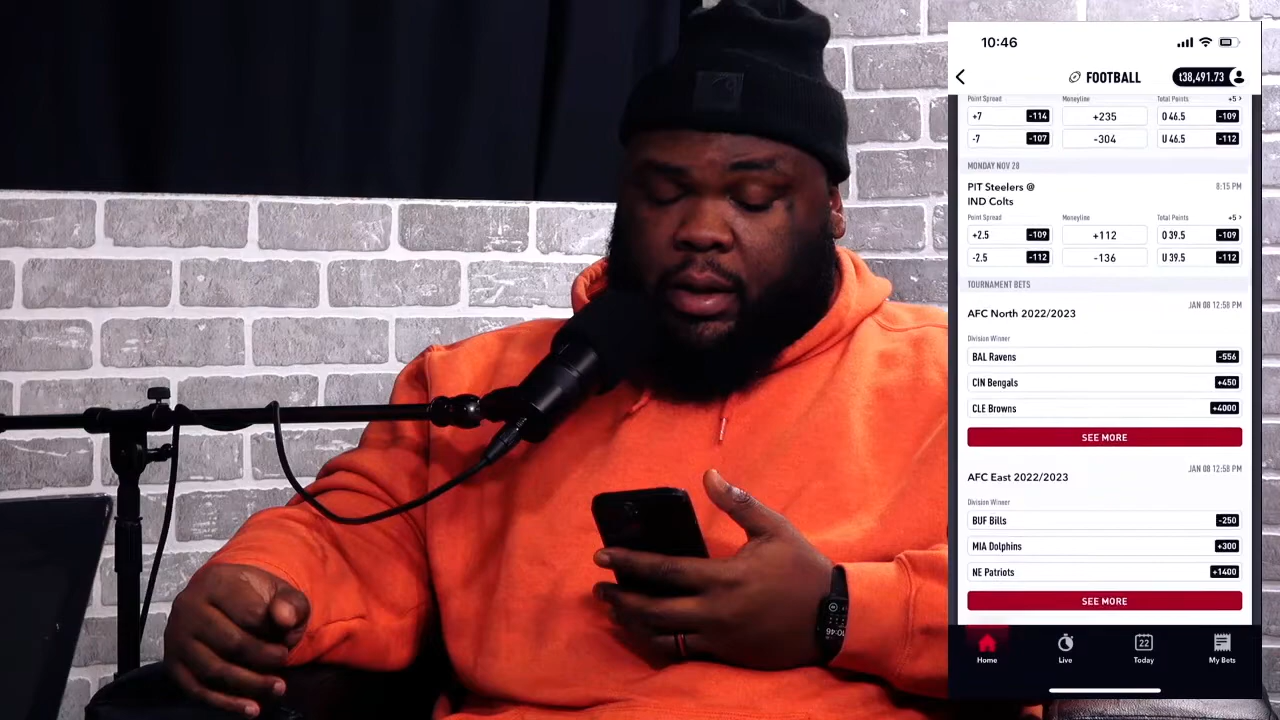 10:46
FOOTBALL
t38,491.73
Point Spread Moneyline Total Points +5 >
+7 -114 +235 O 46.5 -109
-7 -107 -304 U 46.5 -112
MONDAY NOV 28
PIT Steelers @ 8:15 PM
IND Colts
Point Spread Moneyline Total Points +5 >
+2.5 -109 +112 O 39.5 -109
-2.5 -112 -136 U 39.5 -112
TOURNAMENT BETS
JAN 08 12:58 PM
AFC North 2022/2023
Division Winner
BAL Ravens -556
CIN Bengals +450
CLE Browns +4000
SEE MORE
JAN 08 12:58 PM
AFC East 2022/2023
Division Winner
BUF Bills -250
MIA Dolphins +300
NE Patriots +1400
SEE MORE
22
Home Live Today My Bets
10:46